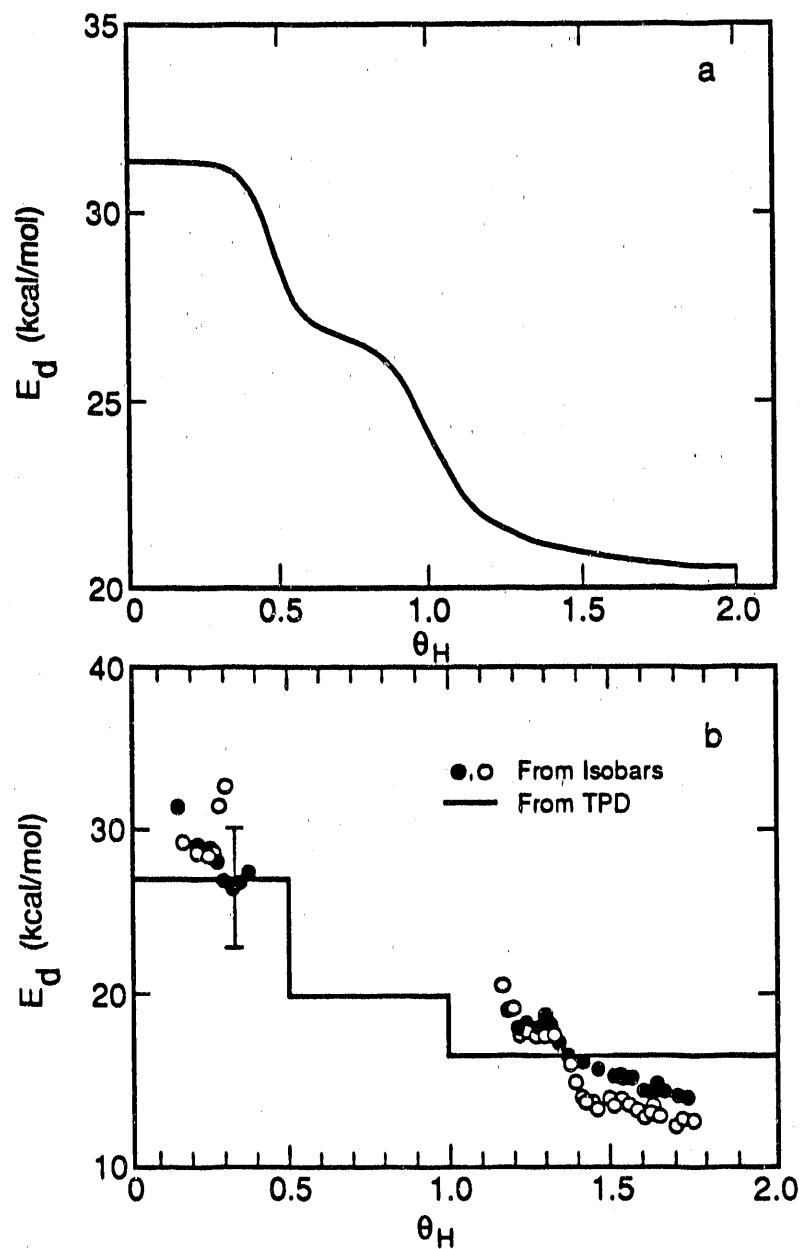 35
a
30
E_d (kcal/mol)
25
20
0 0.5 1.0 1.5 2.0
θ_H
40
b
●,○ From Isobars
From TPD
30
E_d (kcal/mol)
20
10
0 0.5 1.0 1.5 2.0
θ_H